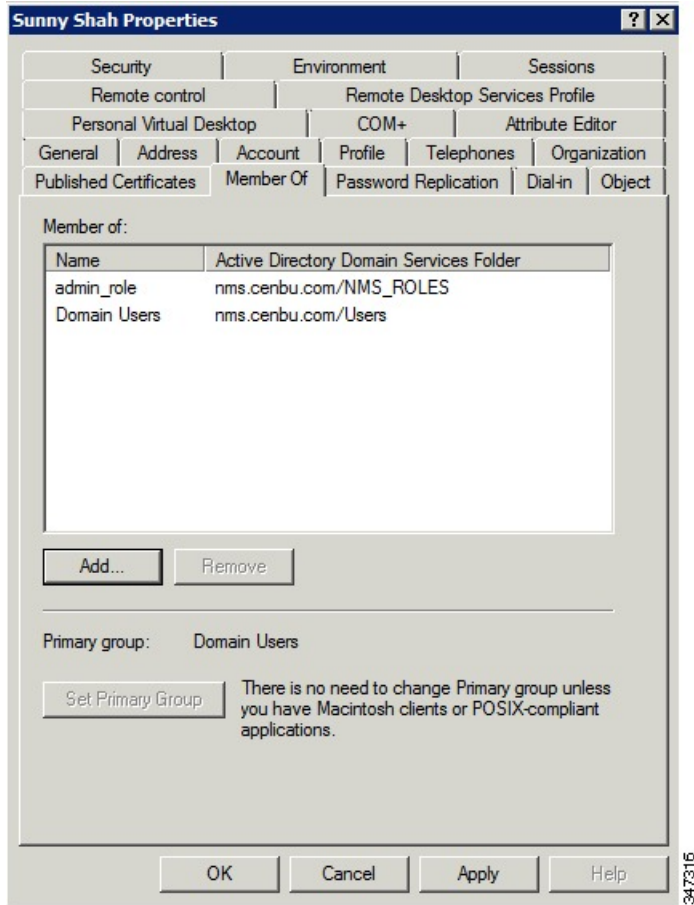 Sunny Shah Properties
Security Environment Sessions
Remote control Remote Desktop Services Profile
Personal Virtual Desktop COM+ Attribute Editor
General Address Account Profile Telephones Organization
Published Certificates Member Of Password Replication Dial-in Object
Member of:
Name Active Directory Domain Services Folder
admin_role nms.cenbu.com/NMS_ROLES
Domain Users nms.cenbu.com/Users
Add... Remove
Primary group: Domain Users
Set Primary Group
There is no need to change Primary group unless
you have Macintosh clients or POSIX-compliant
applications.
OK Cancel Apply Help
347316